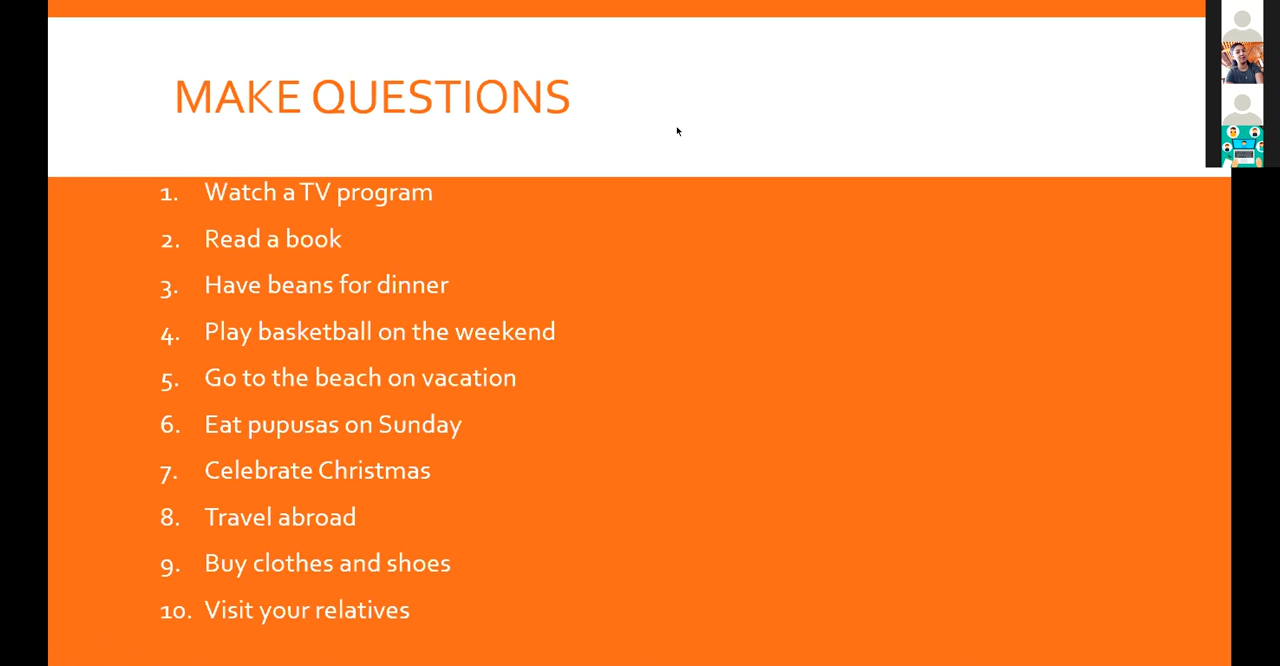 MAKE QUESTIONS
1. Watch a TV program
2. Read a book
3. Have beans for dinner
4. Play basketball on the weekend
5. Go to the beach on vacation
6. Eat pupusas on Sunday
7. Celebrate Christmas
8. Travel abroad
9. Buy clothes and shoes
10. Visit your relatives